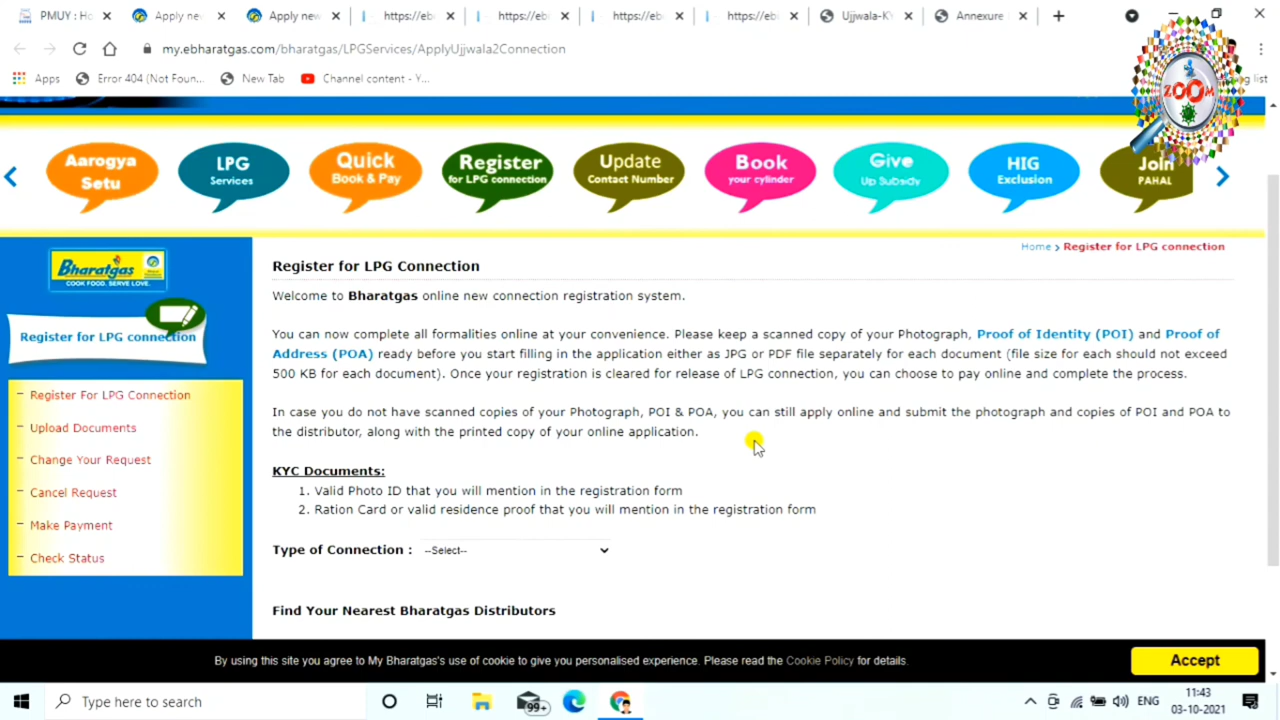 PMUY : Ho
Apply ne
Apply new
https://eb
https://eb
https://eb
https://eb
Ujjwala-K
Annexure
my.ebharatgas.com/bharatgas/LPGServices/ApplyUjjwala2Connection
Apps
Error 404 (Not Foun...
New Tab
Channel content - Y...
g list
ZOOM
Aarogya
Setu
LPG
Services
Quick
Book & Pay
Register
for LPG connection
Update
Contact Number
Book
your cylinder
Give
Up Subsidy
HIG
Exclusion
Join
PAHAL
Home > Register for LPG connection
Bharatgas
COOK FOOD. SERVE LOVE.
Register for LPG connection
Register For LPG Connection
Upload Documents
Change Your Request
Cancel Request
Make Payment
Check Status
Register for LPG Connection
Welcome to Bharatgas online new connection registration system.
You can now complete all formalities online at your convenience. Please keep a scanned copy of your Photograph, Proof of Identity (POI) and Proof of
Address (POA) ready before you start filling in the application either as JPG or PDF file separately for each document (file size for each should not exceed
500 KB for each document). Once your registration is cleared for release of LPG connection, you can choose to pay online and complete the process.
In case you do not have scanned copies of your Photograph, POI & POA, you can still apply online and submit the photograph and copies of POI and POA to
the distributor, along with the printed copy of your online application.
KYC Documents:
1. Valid Photo ID that you will mention in the registration form
2. Ration Card or valid residence proof that you will mention in the registration form
Type of Connection : --Select--
Find Your Nearest Bharatgas Distributors
By using this site you agree to My Bharatgas's use of cookie to give you personalised experience. Please read the Cookie Policy for details.
Accept
Type here to search
99+
ENG
11:43
03-10-2021